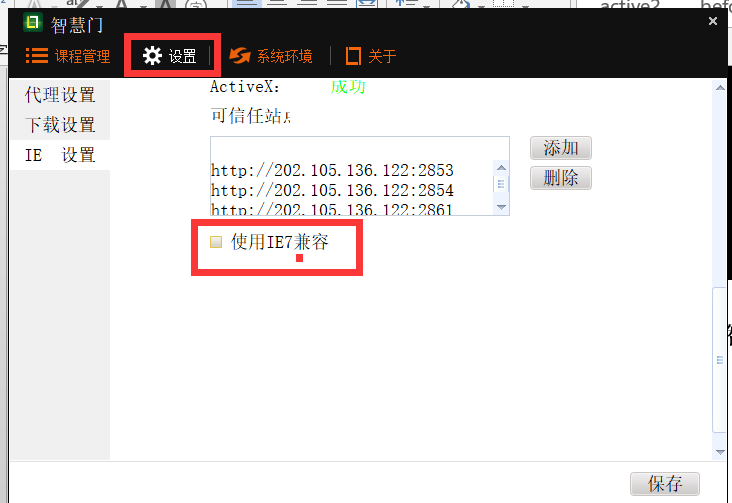 active2
智慧门
课程管理
设置
系统环境
关于
代理设置
下载设置
IE 设置
ActiveX:
成功
可信任站
http://202.105.136.122:2853
http://202.105.136.122:2854
http://202.105.136.122:2861
添加
删除
使用IE7兼容
保存